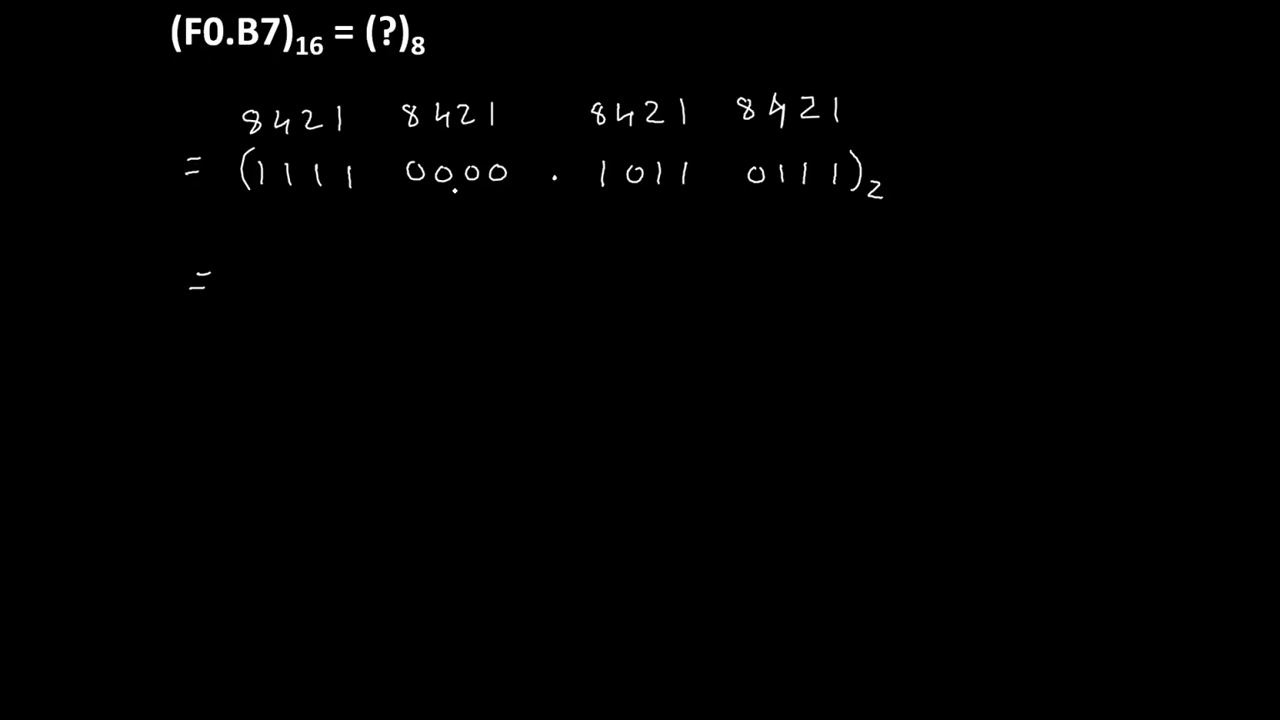 (F0.B7)16 = (?)8
8421 8421 8421 8421
= (1111 0000 . 1011 0111)2
=